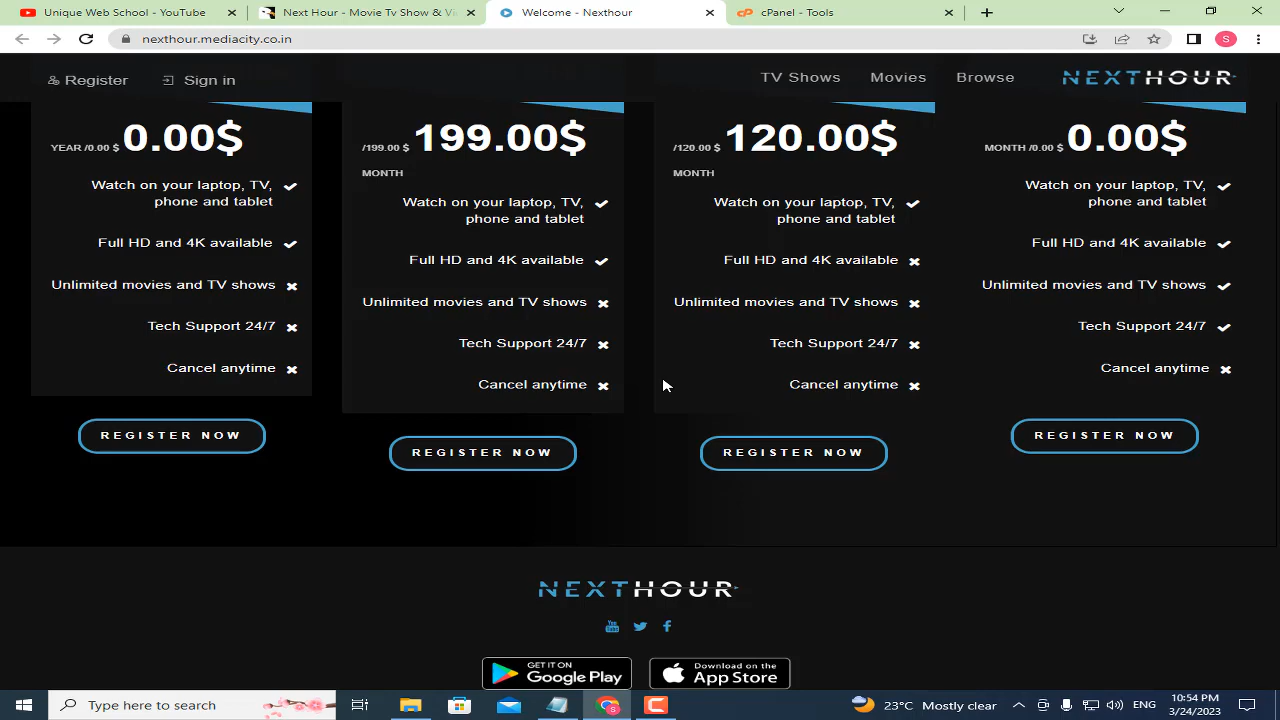 Unique Web School - YouTube
Next Hour - Movie Tv Show & Vi
Welcome - Nexthour
cPanel - Tools
nexthour.mediacity.co.in
S
Register
Sign in
TV Shows
Movies
Browse
NEXTHOUR
YEAR /0.00 $ 0.00$
Watch on your laptop, TV,
phone and tablet
Full HD and 4K available
Unlimited movies and TV shows
Tech Support 24/7
Cancel anytime
REGISTER NOW
/199.00 $ 199.00$
MONTH
Watch on your laptop, TV,
phone and tablet
Full HD and 4K available
Unlimited movies and TV shows
Tech Support 24/7
Cancel anytime
REGISTER NOW
/120.00 $ 120.00$
MONTH
Watch on your laptop, TV,
phone and tablet
Full HD and 4K available
Unlimited movies and TV shows
Tech Support 24/7
Cancel anytime
REGISTER NOW
MONTH /0.00 $ 0.00$
Watch on your laptop, TV,
phone and tablet
Full HD and 4K available
Unlimited movies and TV shows
Tech Support 24/7
Cancel anytime
REGISTER NOW
NEXTHOUR
You Tube
GET IT ON
Google Play
Download on the
App Store
Type here to search
23°C Mostly clear
ENG
10:54 PM
3/24/2023